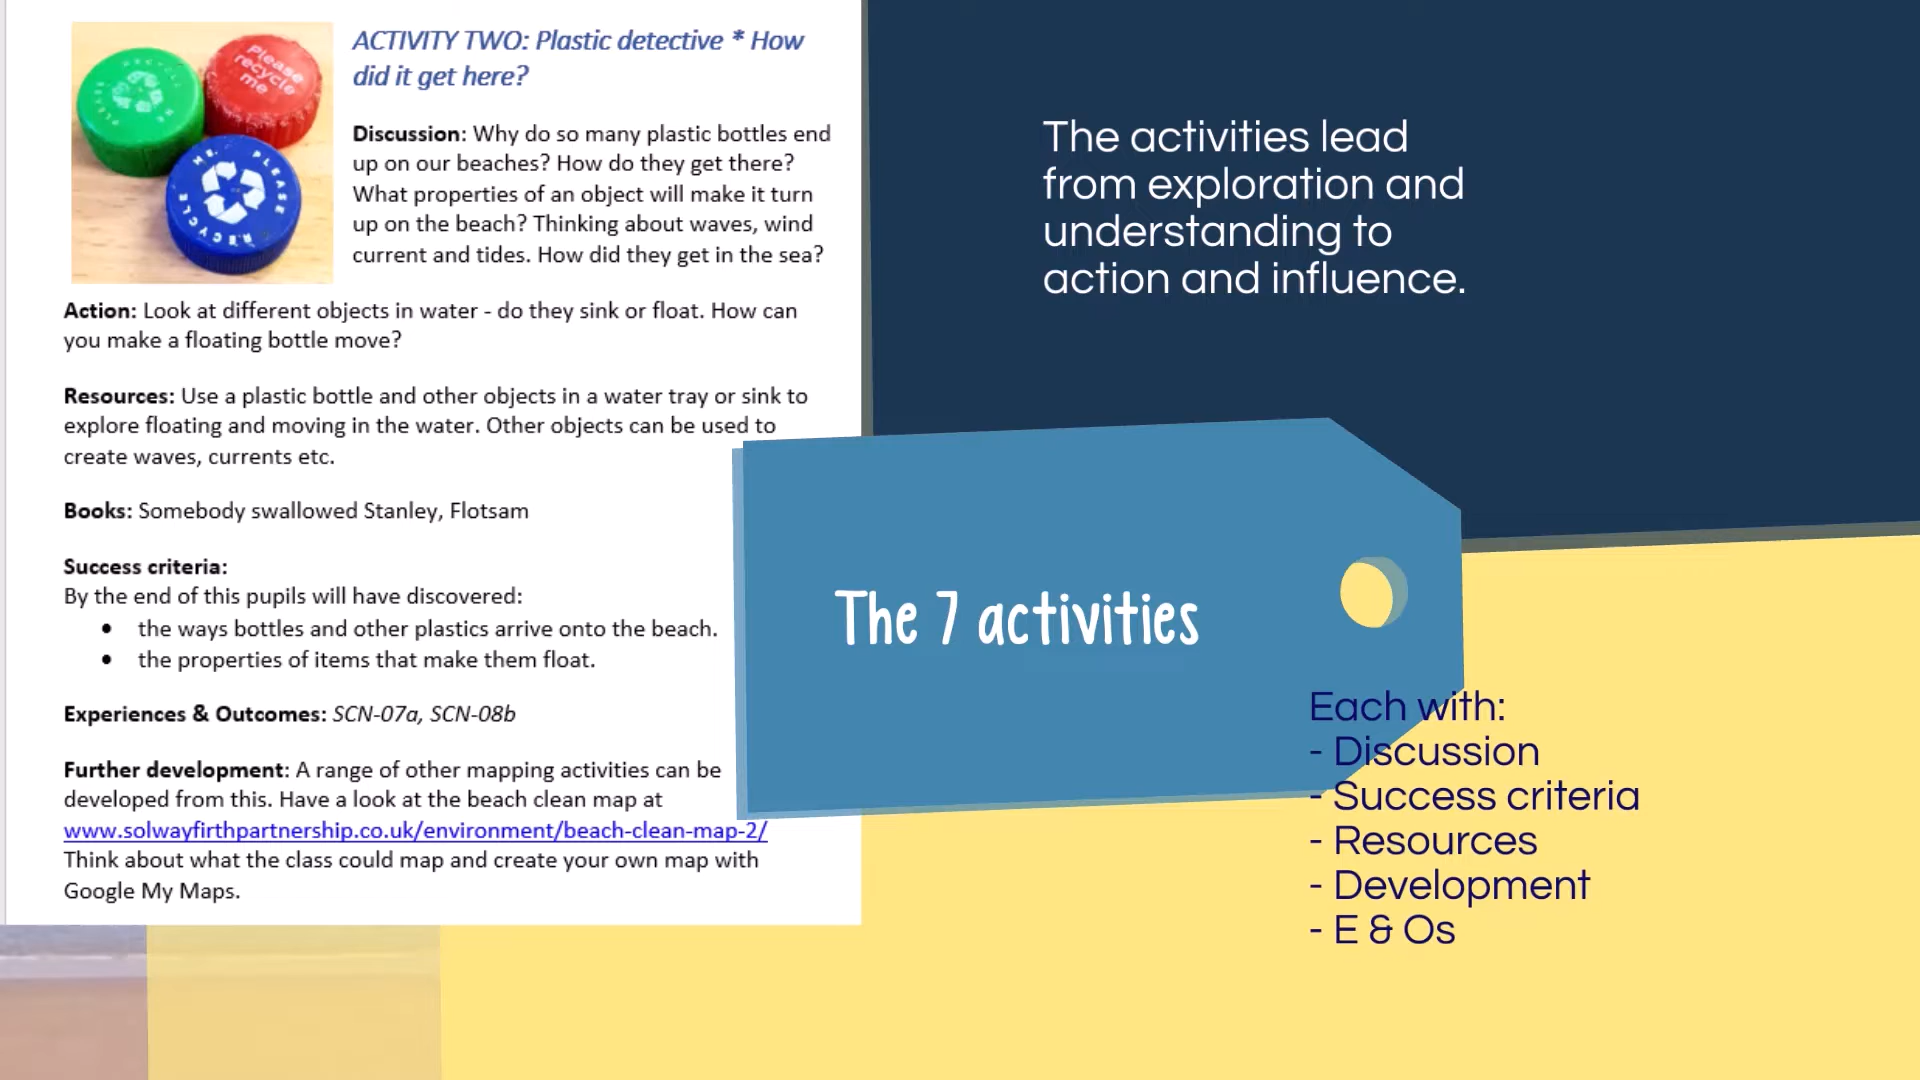 Please
recycle
me
PLEASE RECYCLE ME.
ACTIVITY TWO: Plastic detective * How
did it get here?
Discussion: Why do so many plastic bottles end
up on our beaches? How do they get there?
What properties of an object will make it turn
up on the beach? Thinking about waves, wind
current and tides. How did they get in the sea?
Action: Look at different objects in water - do they sink or float. How can
you make a floating bottle move?
Resources: Use a plastic bottle and other objects in a water tray or sink to
explore floating and moving in the water. Other objects can be used to
create waves, currents etc.
Books: Somebody swallowed Stanley, Flotsam
Success criteria:
By the end of this pupils will have discovered:
• the ways bottles and other plastics arrive onto the beach.
• the properties of items that make them float.
Experiences & Outcomes: SCN-07a, SCN-08b
Further development: A range of other mapping activities can be
developed from this. Have a look at the beach clean map at
www.solwayfirthpartnership.co.uk/environment/beach-clean-map-2/
Think about what the class could map and create your own map with
Google My Maps.
The activities lead
from exploration and
understanding to
action and influence.
The 7 activities
Each with:
- Discussion
- Success criteria
- Resources
- Development
- E & Os